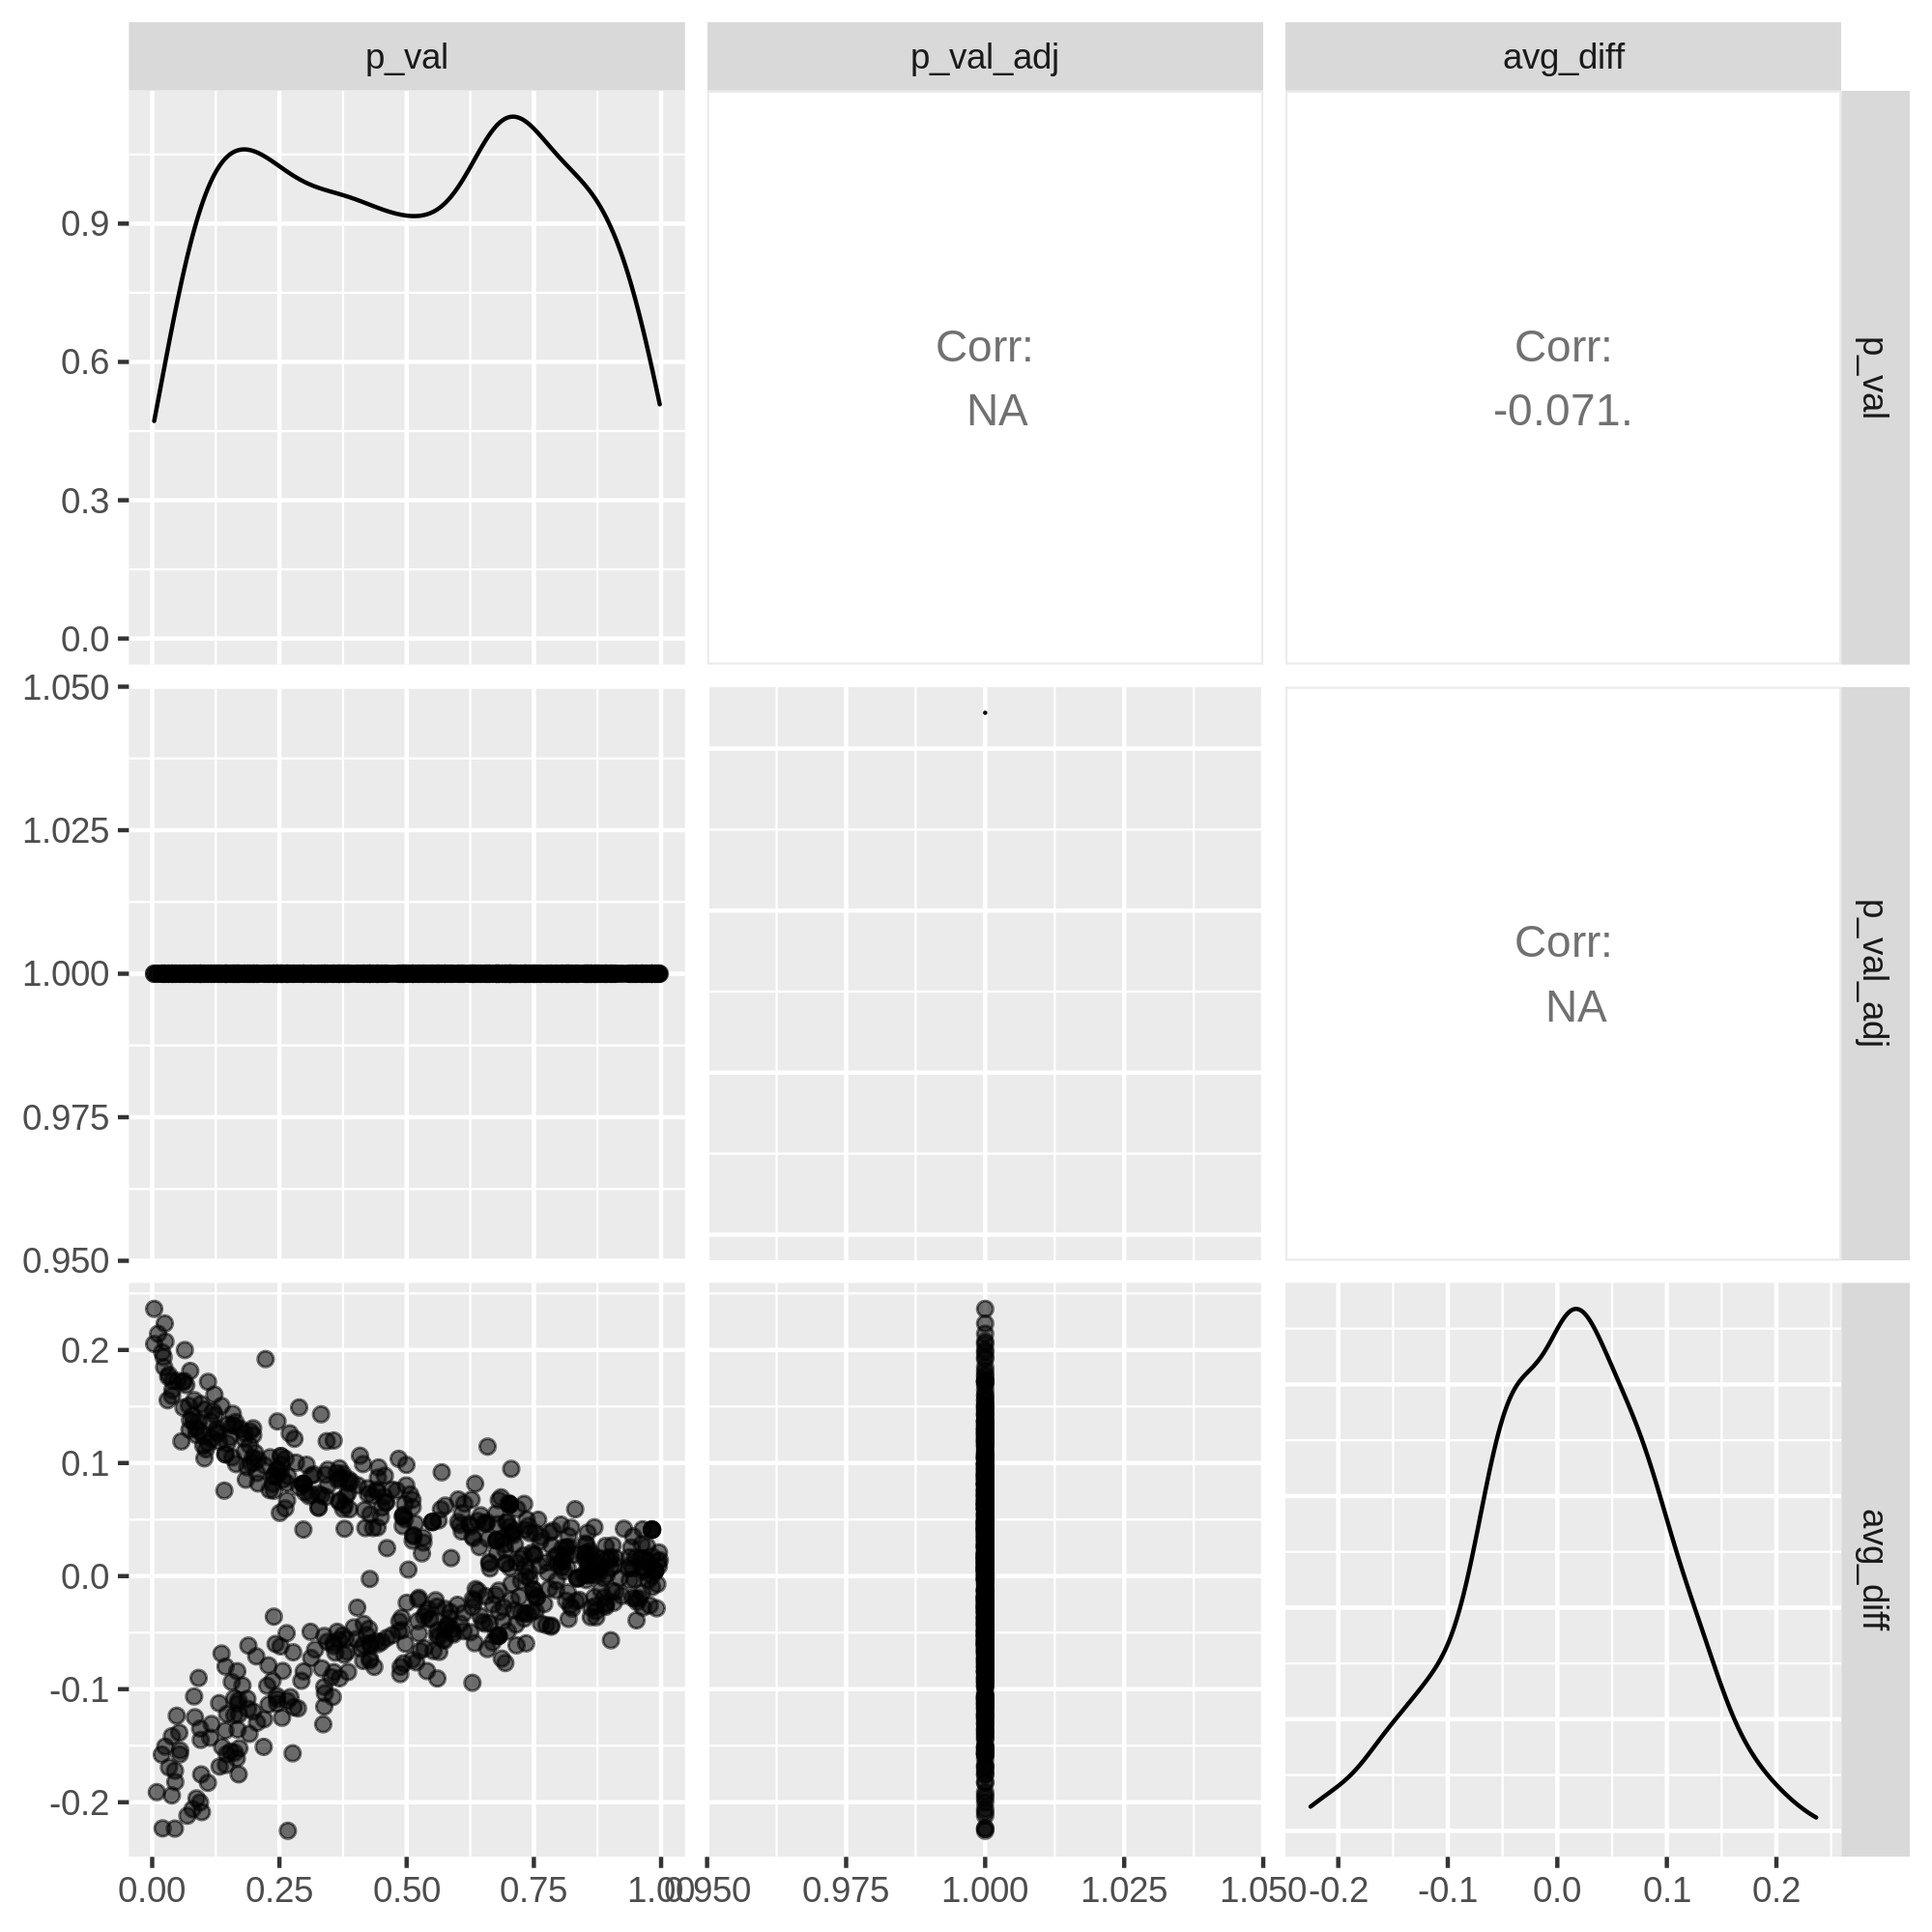 p_val p_val_adj avg_diff
0.9
0.6
0.3
0.0
Corr:
NA
Corr:
-0.071.
p_val
1.050
1.025
1.000
0.975
0.950
Corr:
NA
p_val_adj
0.2
0.1
0.0
-0.1
-0.2
avg_diff
0.00 0.25 0.50 0.75 1.00 0.950 0.975 1.000 1.025 1.050 -0.2 -0.1 0.0 0.1 0.2